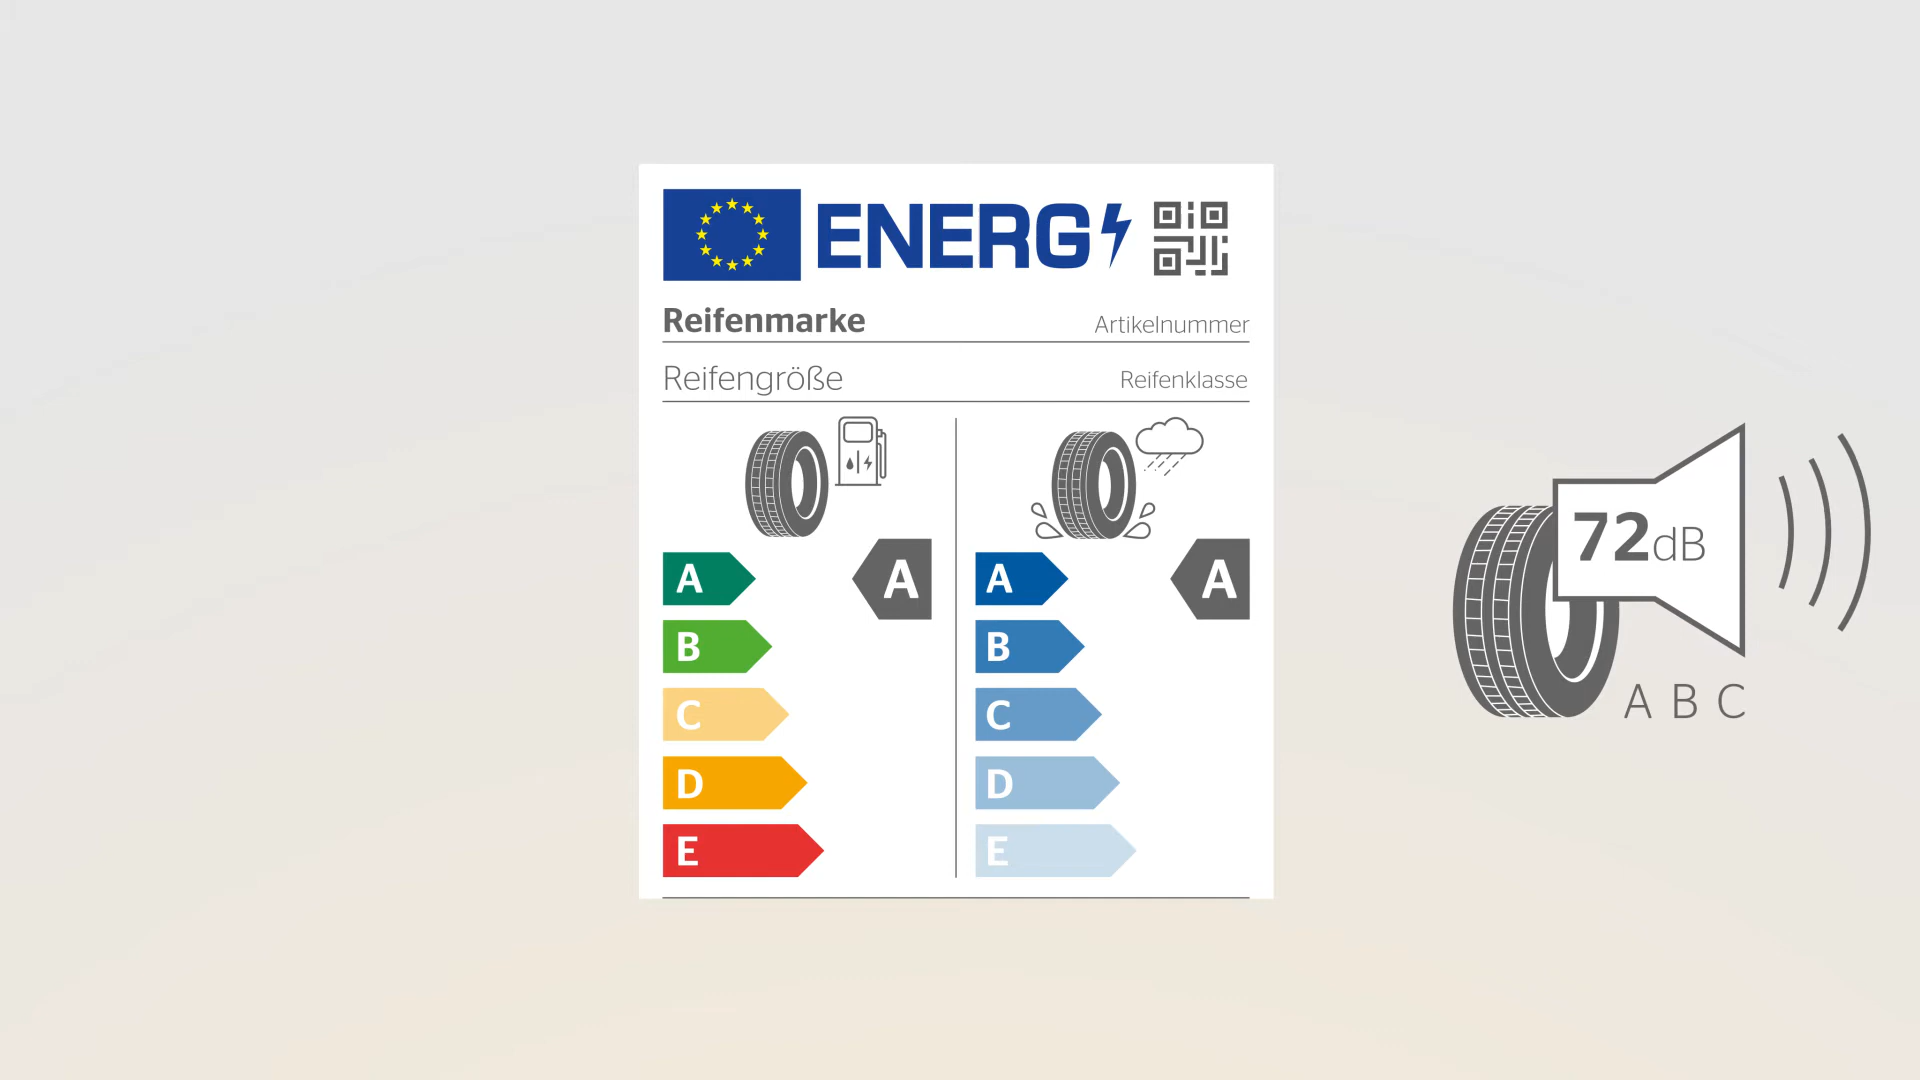 ENERG
Reifenmarke Artikelnummer
Reifengröße Reifenklasse
A A A A
B B
C C
D D
E E
72dB
A B C